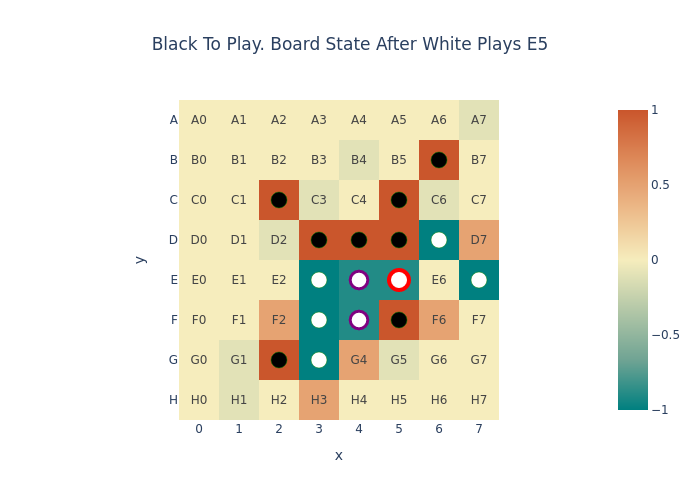 Black To Play. Board State After White Plays E5
A A0 A1 A2 A3 A4 A5 A6 A7 1
B B0 B1 B2 B3 B4 B5 B7
C C0 C1 C3 C4 C6 C7 0.5
D D0 D1 D2 D7
y E E0 E1 E2 E6 0
F F0 F1 F2 F6 F7
G G0 G1 G4 G5 G6 G7 −0.5
H H0 H1 H2 H3 H4 H5 H6 H7 −1
0 1 2 3 4 5 6 7
x